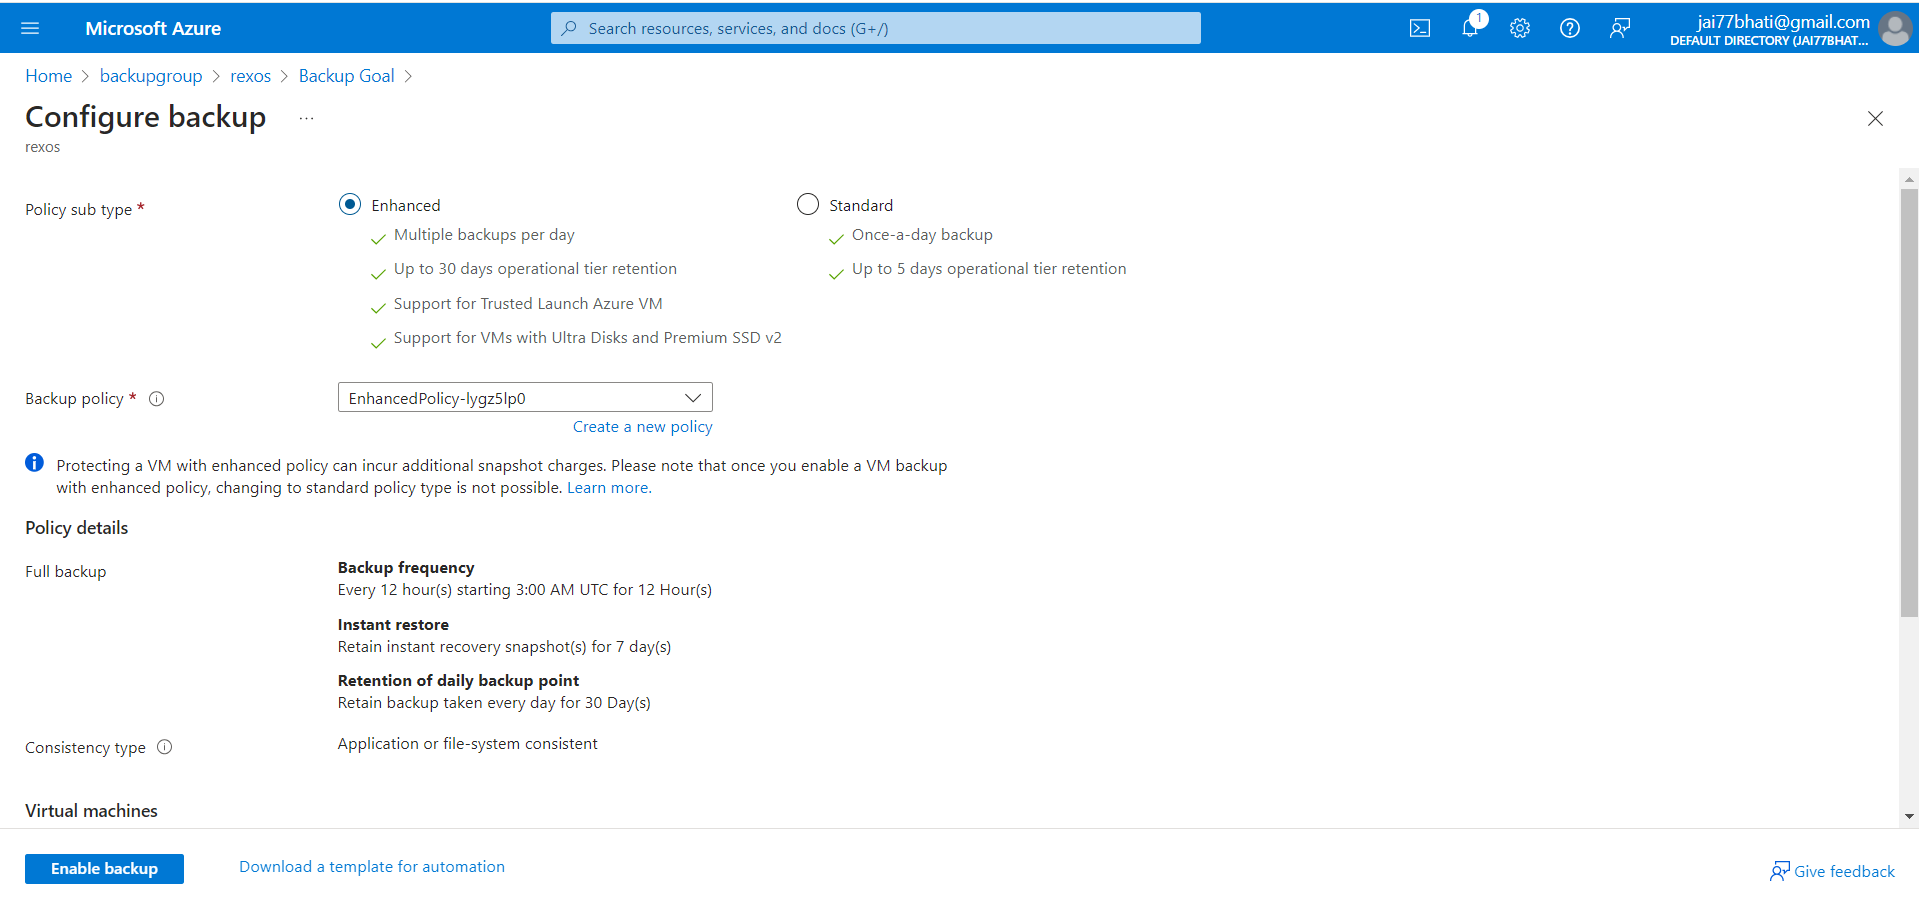 Microsoft Azure
Search resources, services, and docs (G+/)
1
jai77bhati@gmail.com
DEFAULT DIRECTORY (JAI77BHAT...
Home > backupgroup > rexos > Backup Goal >
Configure backup ...
rexos
Policy sub type *
Enhanced
Multiple backups per day
Up to 30 days operational tier retention
Support for Trusted Launch Azure VM
Support for VMs with Ultra Disks and Premium SSD v2
Standard
Once-a-day backup
Up to 5 days operational tier retention
Backup policy *
EnhancedPolicy-lygz5lp0
Create a new policy
Protecting a VM with enhanced policy can incur additional snapshot charges. Please note that once you enable a VM backup
with enhanced policy, changing to standard policy type is not possible. Learn more.
Policy details
Full backup
Backup frequency
Every 12 hour(s) starting 3:00 AM UTC for 12 Hour(s)
Instant restore
Retain instant recovery snapshot(s) for 7 day(s)
Retention of daily backup point
Retain backup taken every day for 30 Day(s)
Consistency type
Application or file-system consistent
Virtual machines
Enable backup
Download a template for automation
Give feedback